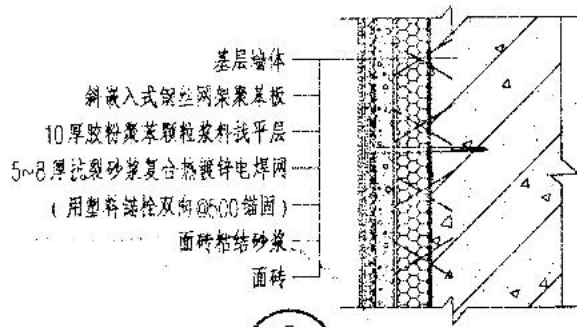 基层墙体
斜嵌入式钢丝网架聚苯板
10厚胶粉聚苯颗粒浆料找平层
5~8厚抗裂砂浆复合热镀锌电焊网
(用塑料锚栓双向@500锚固)
面砖粘结砂浆
面砖